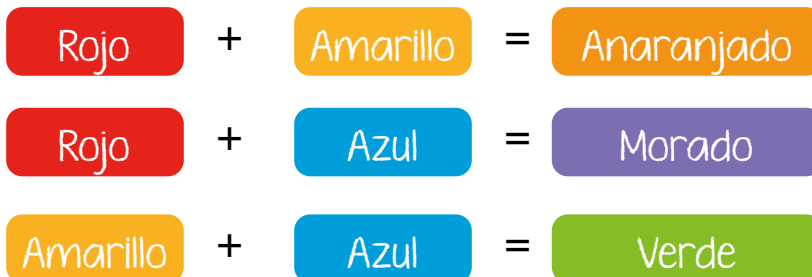 Rojo + Amarillo = Anaranjado
Rojo + Azul = Morado
Amarillo + Azul = Verde